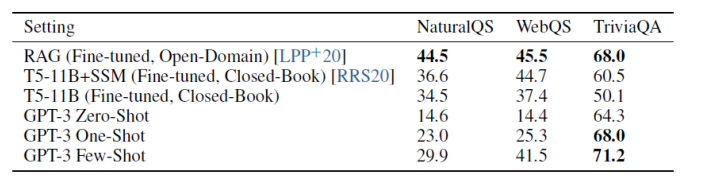 Setting NaturalQS WebQS TriviaQA
RAG (Fine-tuned, Open-Domain) [LPP+20] 44.5 45.5 68.0
T5-11B+SSM (Fine-tuned, Closed-Book) [RRS20] 36.6 44.7 60.5
T5-11B (Fine-tuned, Closed-Book) 34.5 37.4 50.1
GPT-3 Zero-Shot 14.6 14.4 64.3
GPT-3 One-Shot 23.0 25.3 68.0
GPT-3 Few-Shot 29.9 41.5 71.2